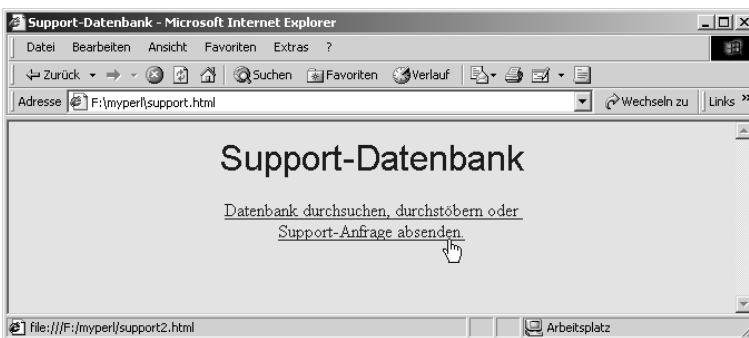 Support-Datenbank - Microsoft Internet Explorer
Datei Bearbeiten Ansicht Favoriten Extras ?
Zurück Suchen Favoriten Verlauf
Adresse F:\myperl\support.html Wechseln zu Links »
Support-Datenbank
Datenbank durchsuchen, durchstöbern oder
Support-Anfrage absenden.
file:///F:/myperl/support2.html Arbeitsplatz